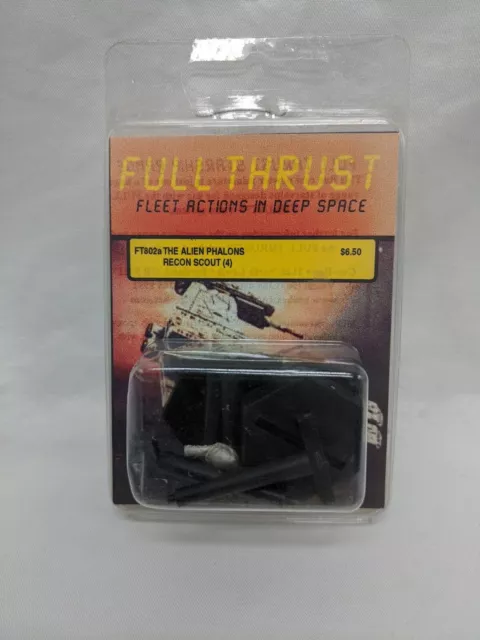 FULL THRUST
FLEET ACTIONS IN DEEP SPACE
FT802a THE ALIEN PHALONS $6.50
RECON SCOUT (4)